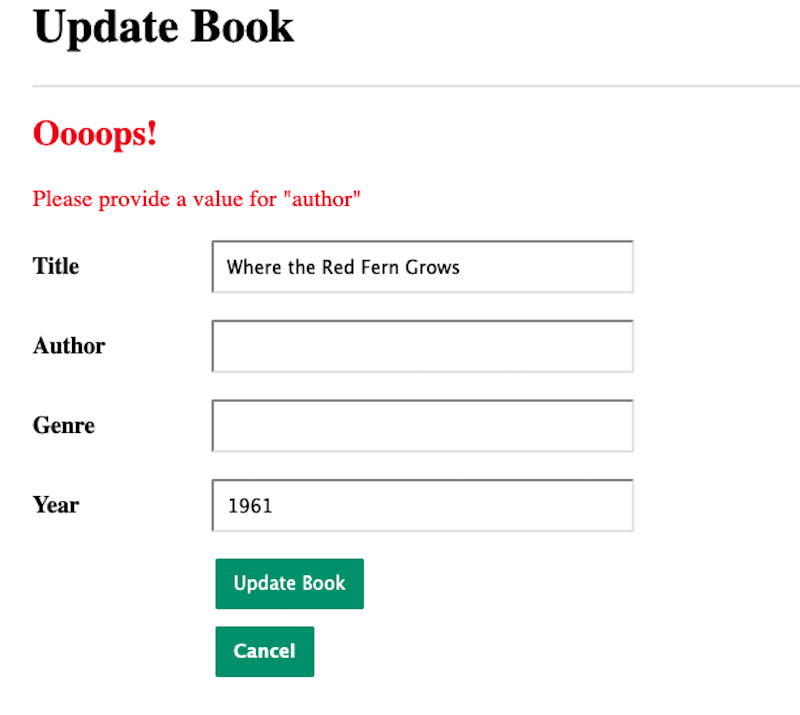 Update Book
Oooops!
Please provide a value for "author"
Title
Where the Red Fern Grows
Author
Genre
Year
1961
Update Book
Cancel